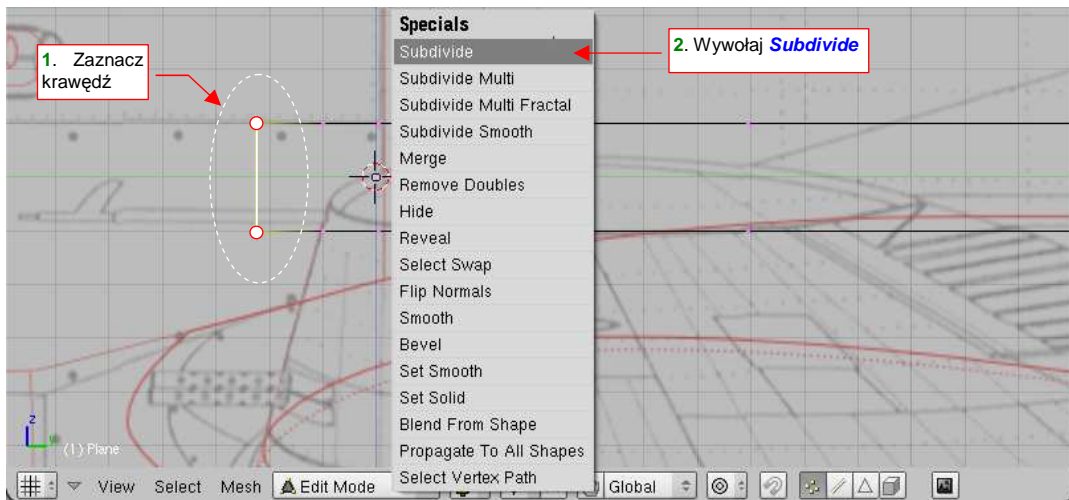 Specials
Subdivide
Subdivide Multi
Subdivide Multi Fractal
Subdivide Smooth
Merge
Remove Doubles
Hide
Reveal
Select Swap
Flip Normals
Smooth
Bevel
Set Smooth
Set Solid
Blend From Shape
Propagate To All Shapes
Select Vertex Path
1. Zaznacz
krawędź
2. Wywołaj Subdivide
z
y
(1) Plane
View Select Mesh Edit Mode Global